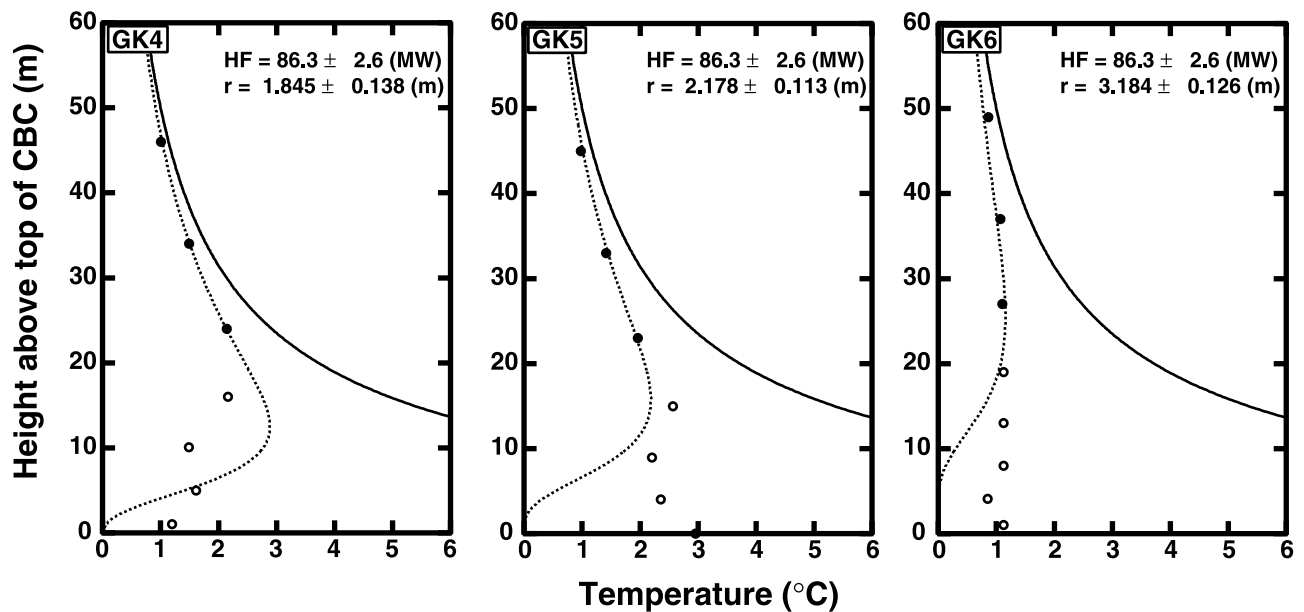 Height above top of CBC (m)
60
50
40
30
20
10
0
GK4
HF = 86.3 ± 2.6 (MW)
r = 1.845 ± 0.138 (m)
0 1 2 3 4 5 6
60
50
40
30
20
10
0
GK5
HF = 86.3 ± 2.6 (MW)
r = 2.178 ± 0.113 (m)
0 1 2 3 4 5 6
60
50
40
30
20
10
0
GK6
HF = 86.3 ± 2.6 (MW)
r = 3.184 ± 0.126 (m)
0 1 2 3 4 5 6
Temperature (°C)